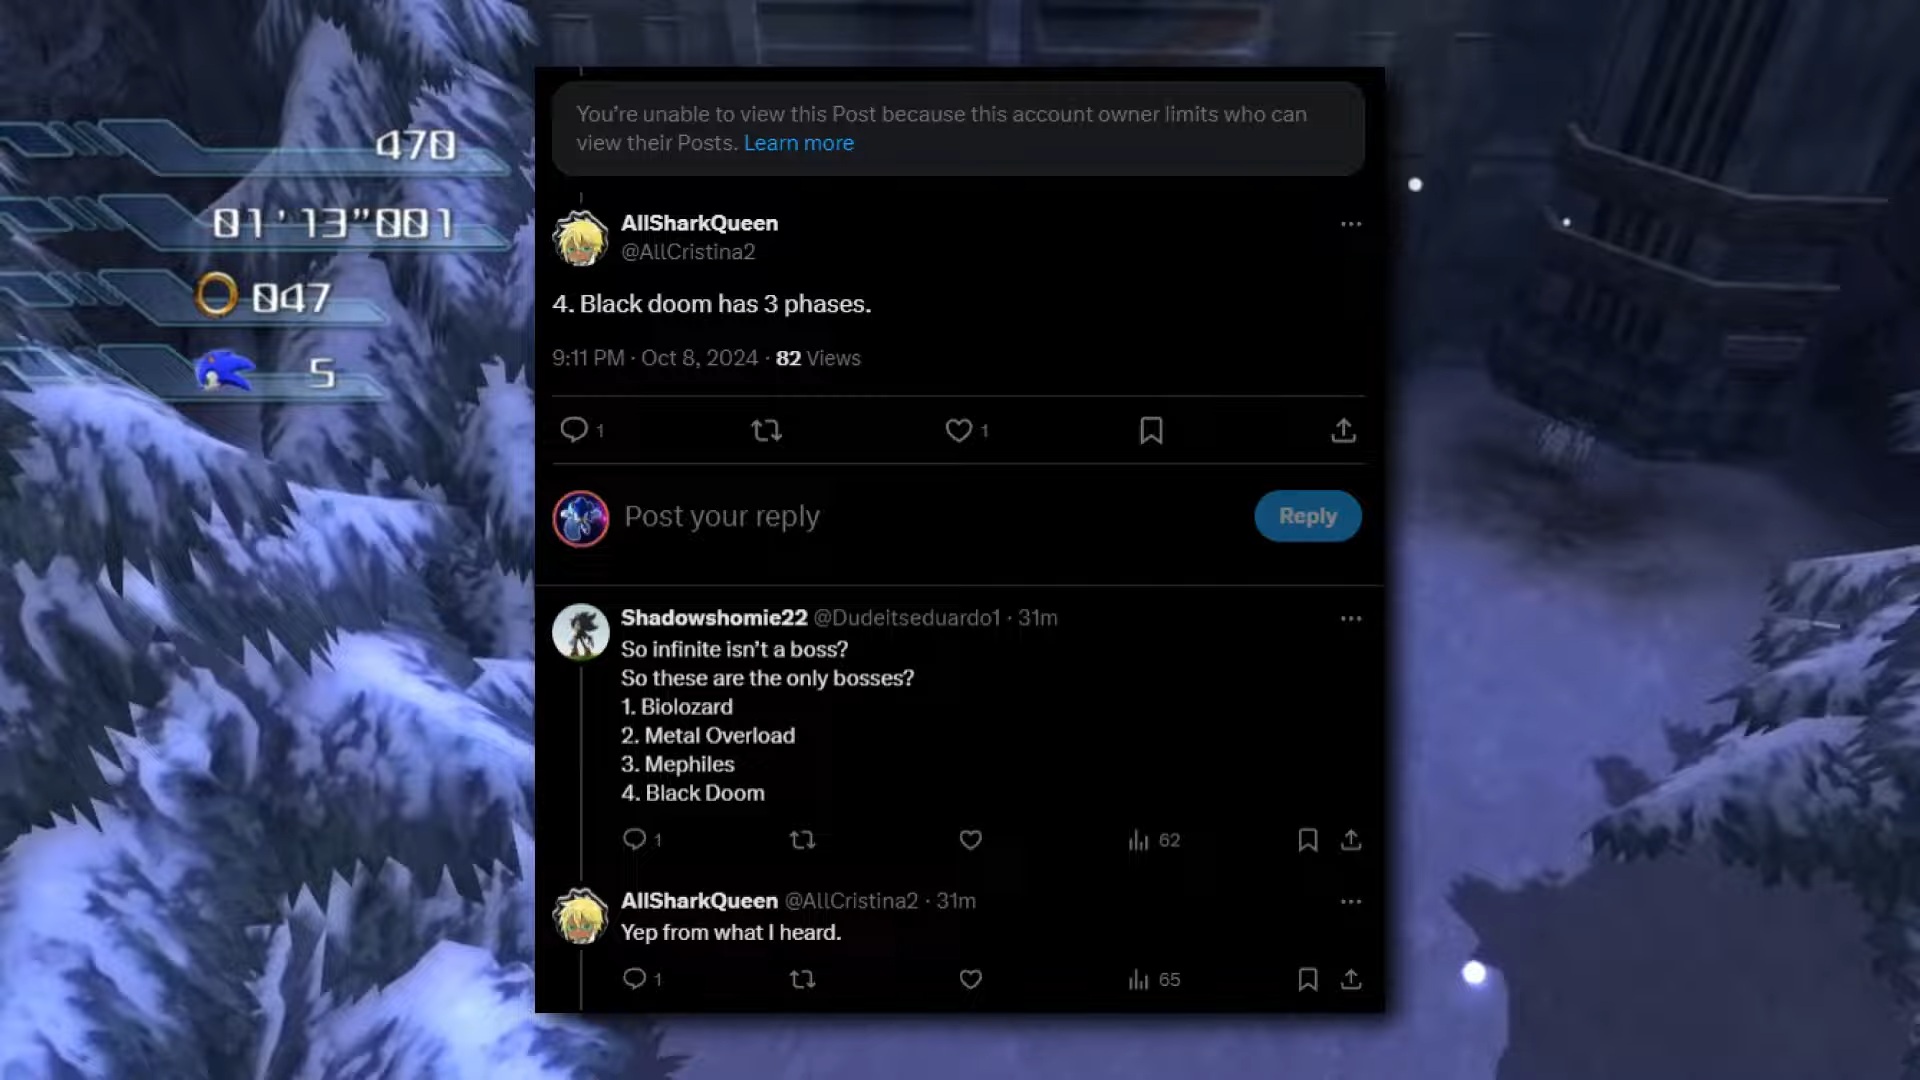 470
01'13"001
047
5
You're unable to view this Post because this account owner limits who can
view their Posts. Learn more
AllSharkQueen
@AllCristina2
4. Black doom has 3 phases.
9:11 PM · Oct 8, 2024 · 82 Views
1
1
Post your reply
Reply
Shadowshomie22 @Dudeitseduardo1 · 31m
So infinite isn't a boss?
So these are the only bosses?
1. Biolozard
2. Metal Overload
3. Mephiles
4. Black Doom
1
62
AllSharkQueen @AllCristina2 · 31m
Yep from what I heard.
1
65